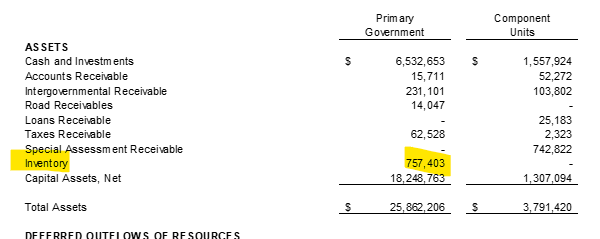 Primary Component
Government Units
ASSETS
Cash and Investments $ 6,532,653 $ 1,557,924
Accounts Receivable 15,711 52,272
Intergovernmental Receivable 231,101 103,802
Road Receivables 14,047 -
Loans Receivable - 25,183
Taxes Receivable 62,528 2,323
Special Assessment Receivable - 742,822
Inventory 757,403 -
Capital Assets, Net 18,248,763 1,307,094
Total Assets $ 25,862,206 $ 3,791,420
DEFERRED OUTFLOWS OF RESOURCES